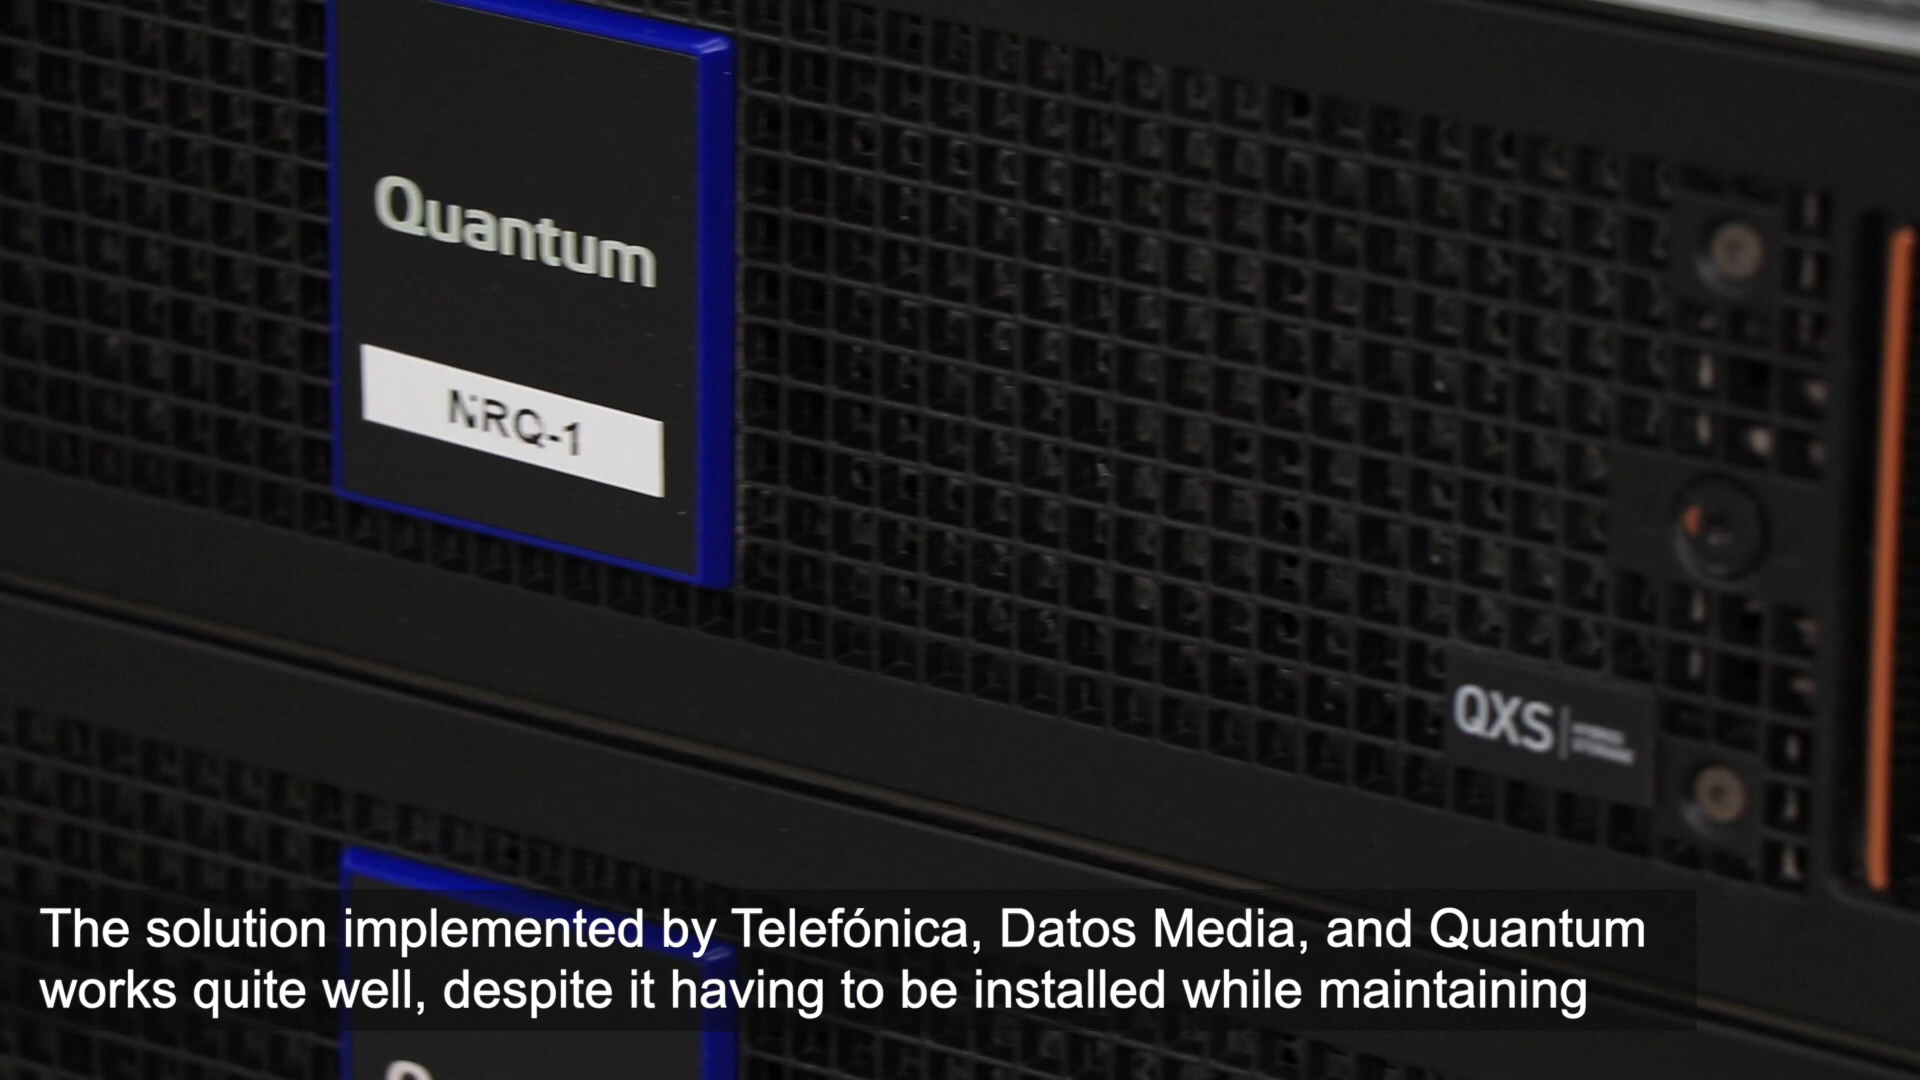 Quantum
NRQ-1
QXS
The solution implemented by Telefónica, Datos Media, and Quantum
works quite well, despite it having to be installed while maintaining